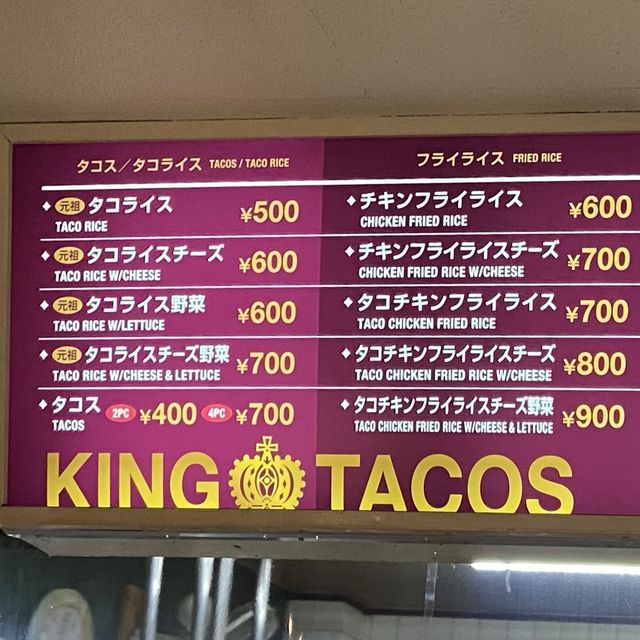 タコス／タコライス TACOS / TACO RICE
◆ 元祖 タコライス ¥500
TACO RICE
◆ 元祖 タコライスチーズ ¥600
TACO RICE W/CHEESE
◆ 元祖 タコライス野菜 ¥600
TACO RICE W/LETTUCE
◆ 元祖 タコライスチーズ野菜 ¥700
TACO RICE W/CHEESE & LETTUCE
◆ タコス 2PC ¥400 4PC ¥700
TACOS
フライライス FRIED RICE
◆ チキンフライライス ¥600
CHICKEN FRIED RICE
◆ チキンフライライスチーズ ¥700
CHICKEN FRIED RICE W/CHEESE
◆ タコチキンフライライス ¥700
TACO CHICKEN FRIED RICE
◆ タコチキンフライライスチーズ ¥800
TACO CHICKEN FRIED RICE W/CHEESE
◆ タコチキンフライライスチーズ野菜 ¥900
TACO CHICKEN FRIED RICE W/CHEESE & LETTUCE
KING TACOS